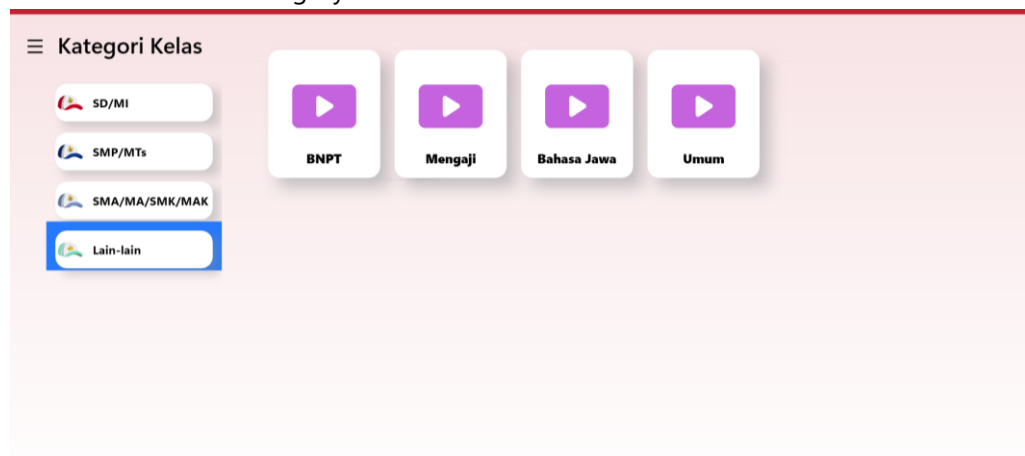 Kategori Kelas
SD/MI
SMP/MTs
SMA/MA/SMK/MAK
Lain-lain
BNPT
Mengaji
Bahasa Jawa
Umum